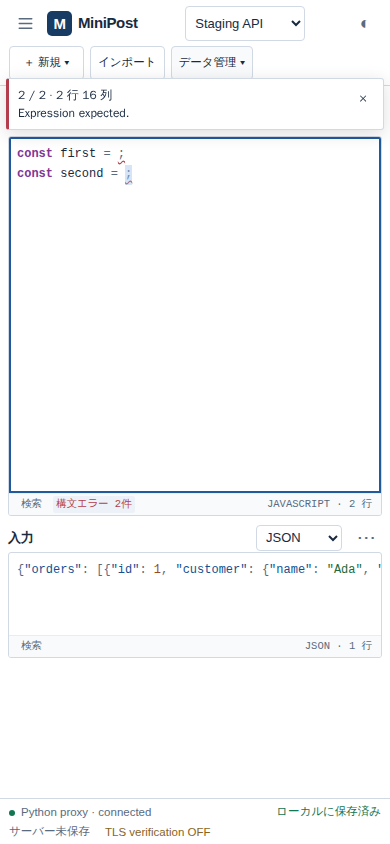 M MiniPost Staging API
＋ 新規 ▾ インポート データ管理 ▾
2 / 2 · 2 行 16 列 ×
Expression expected.
const first = ;
const second = ;
検索 構文エラー 2件 JAVASCRIPT · 2 行
入力 JSON ···
{"orders": [{"id": 1, "customer": {"name": "Ada", "
検索 JSON · 1 行
Python proxy · connected ローカルに保存済み
サーバー未保存 TLS verification OFF